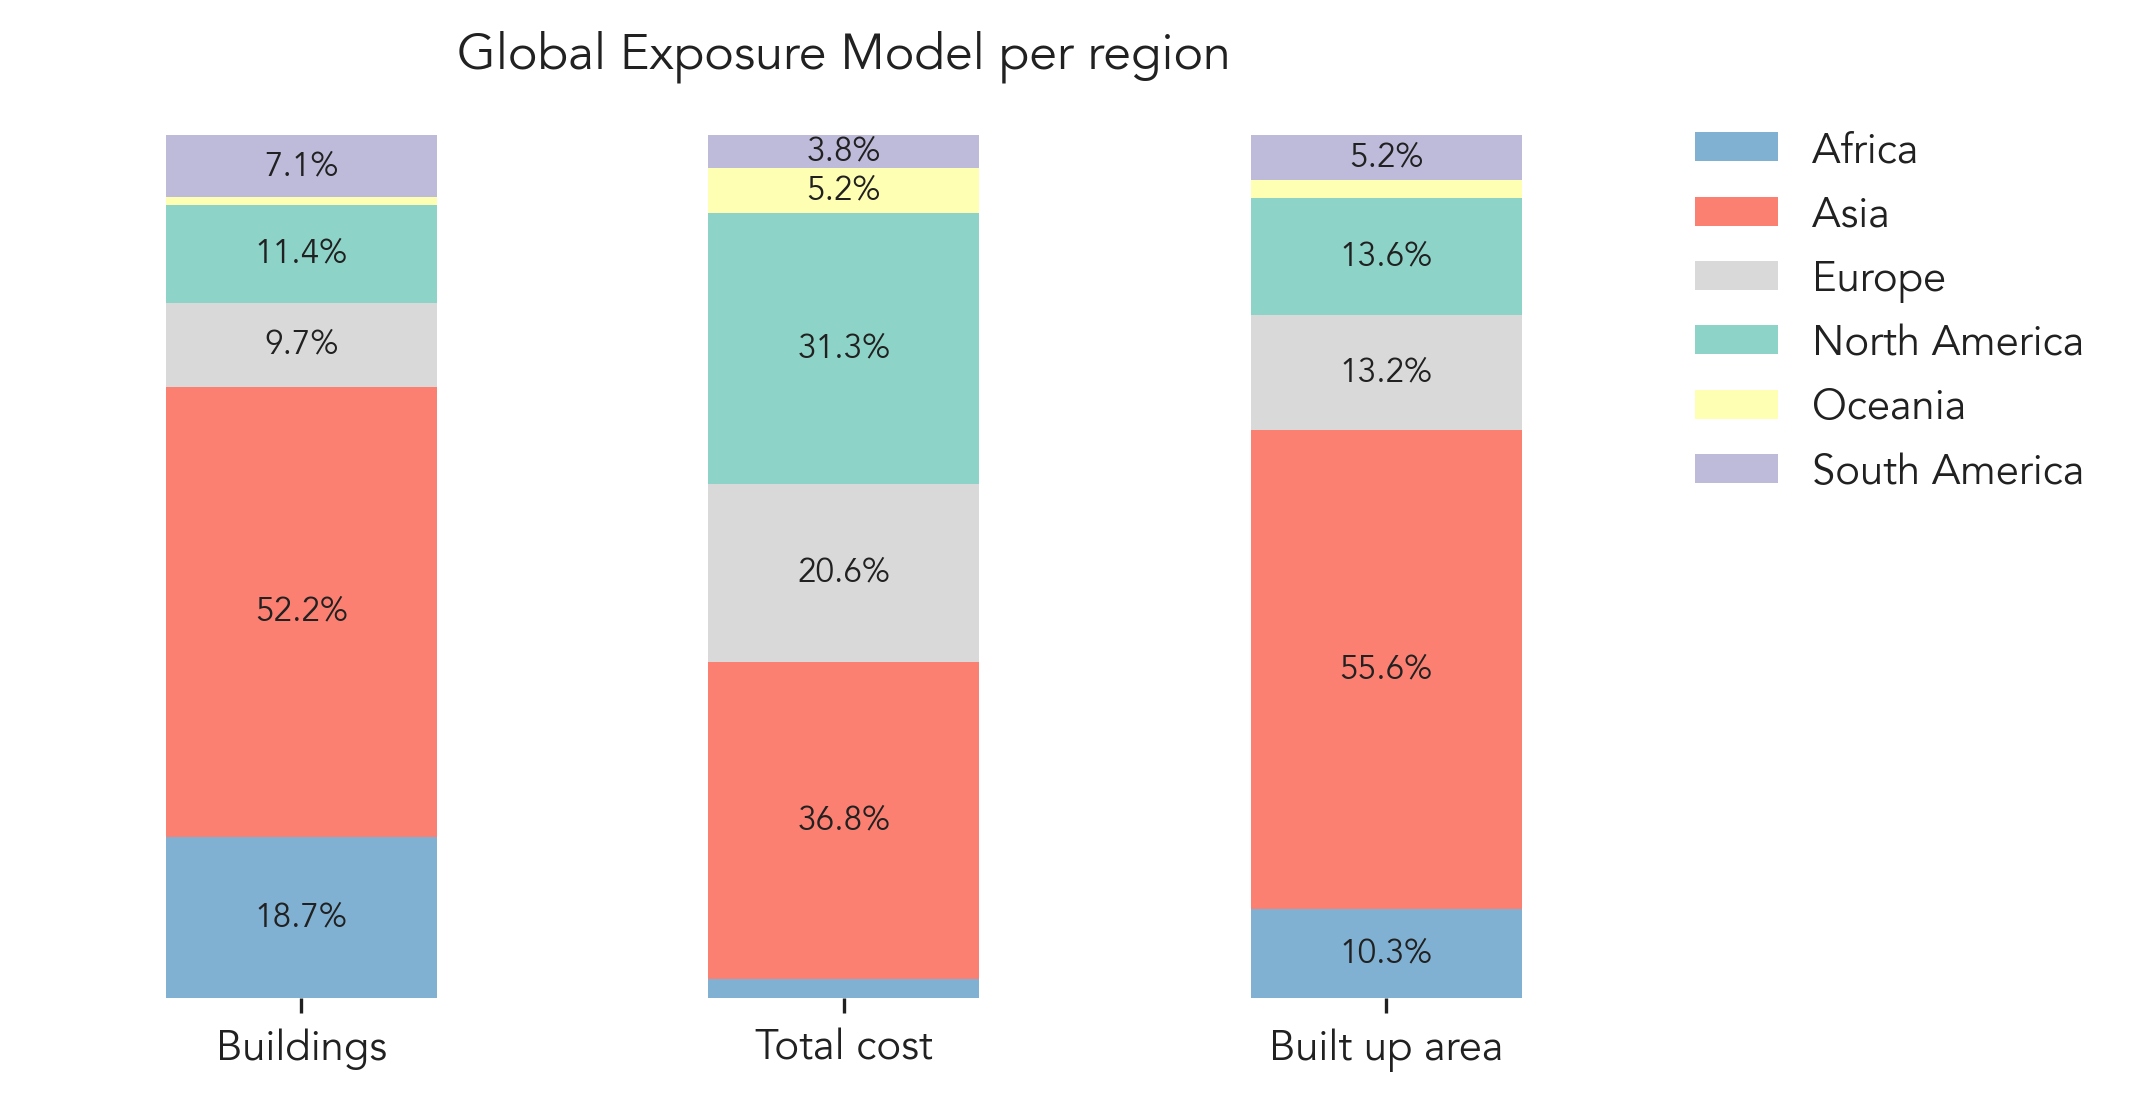 Global Exposure Model per region
7.1%
11.4%
9.7%
52.2%
18.7%
Buildings
3.8%
5.2%
31.3%
20.6%
36.8%
Total cost
5.2%
13.6%
13.2%
55.6%
10.3%
Built up area
Africa
Asia
Europe
North America
Oceania
South America